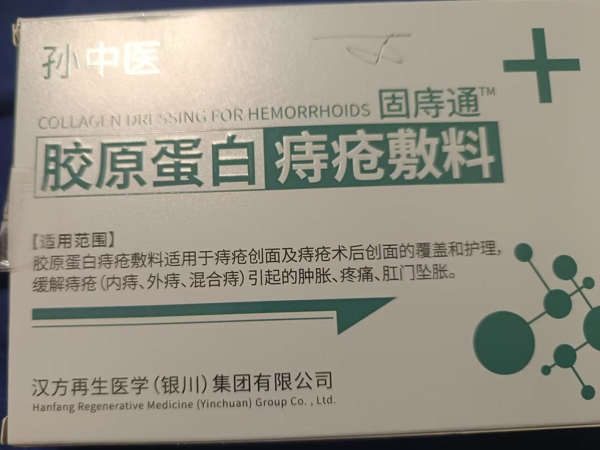 孙中医
COLLAGEN DRESSING FOR HEMORRHOIDS 固痔通™
胶原蛋白痔疮敷料
【适用范围】
胶原蛋白痔疮敷料适用于痔疮创面及痔疮术后创面的覆盖和护理,
缓解痔疮(内痔、外痔、混合痔)引起的肿胀、疼痛、肛门坠胀。
汉方再生医学(银川)集团有限公司
Hanfang Regenerative Medicine (Yinchuan) Group Co. , Ltd.